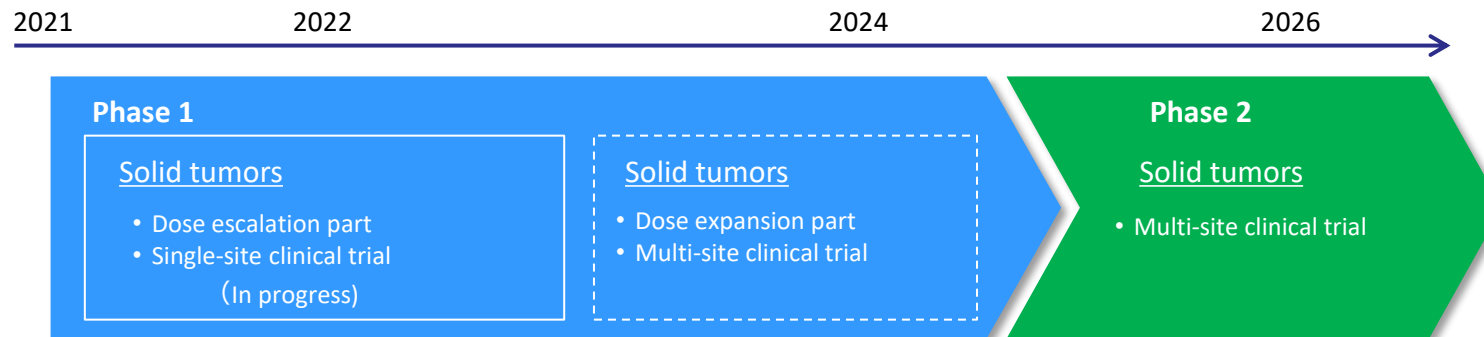 2021 2022 2024 2026
Phase 1
Solid tumors
• Dose escalation part
• Single-site clinical trial
（In progress)
Solid tumors
• Dose expansion part
• Multi-site clinical trial
Phase 2
Solid tumors
• Multi-site clinical trial